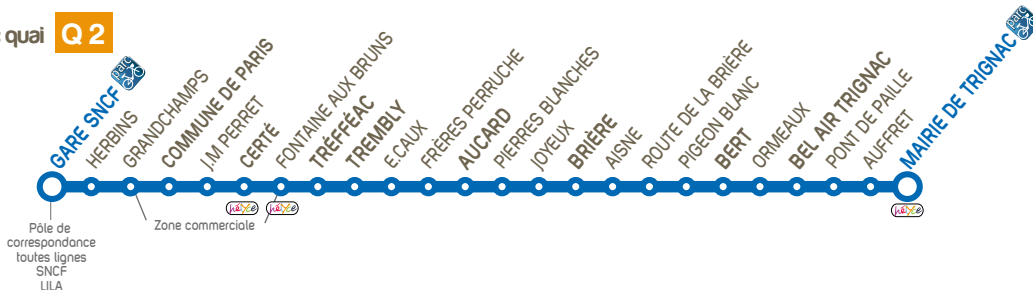 quai Q 2
GARE SNCF
parc
HERBINS
GRANDCHAMPS
COMMUNE DE PARIS
J.M PERRET
CERTÉ
FONTAINE AUX BRUNS
TRÉFFÉAC
TREMBLY
E.CAUX
FRÈRES PERRUCHE
AUCARD
PIERRES BLANCHES
JOYEUX
BRIÈRE
AISNE
ROUTE DE LA BRIÈRE
PIGEON BLANC
BERT
ORMEAUX
BEL AIR TRIGNAC
PONT DE PAILLE
AUFFRET
MAIRIE DE TRIGNAC
parc
Pôle de
correspondance
toutes lignes
SNCF
LILA
Zone commerciale